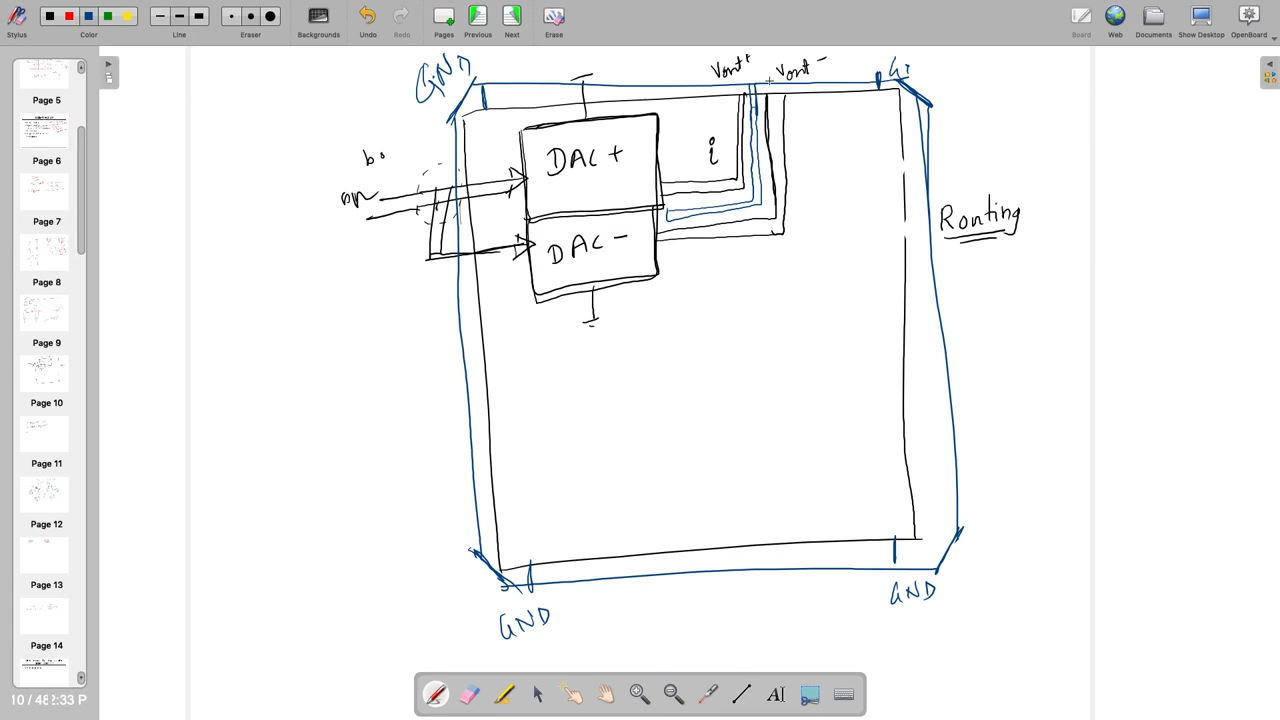 Stylus
Color
Line
Eraser
Backgrounds
Undo
Redo
Pages
Previous
Next
Erase
Board
Web
Documents
Show Desktop
OpenBoard
Page 5
Page 6
Page 7
Page 8
Page 9
Page 10
Page 11
Page 12
Page 13
Page 14
GND
Vout+
Vout-
G
b0
DAC+
i
DAC-
Routing
GND
GND